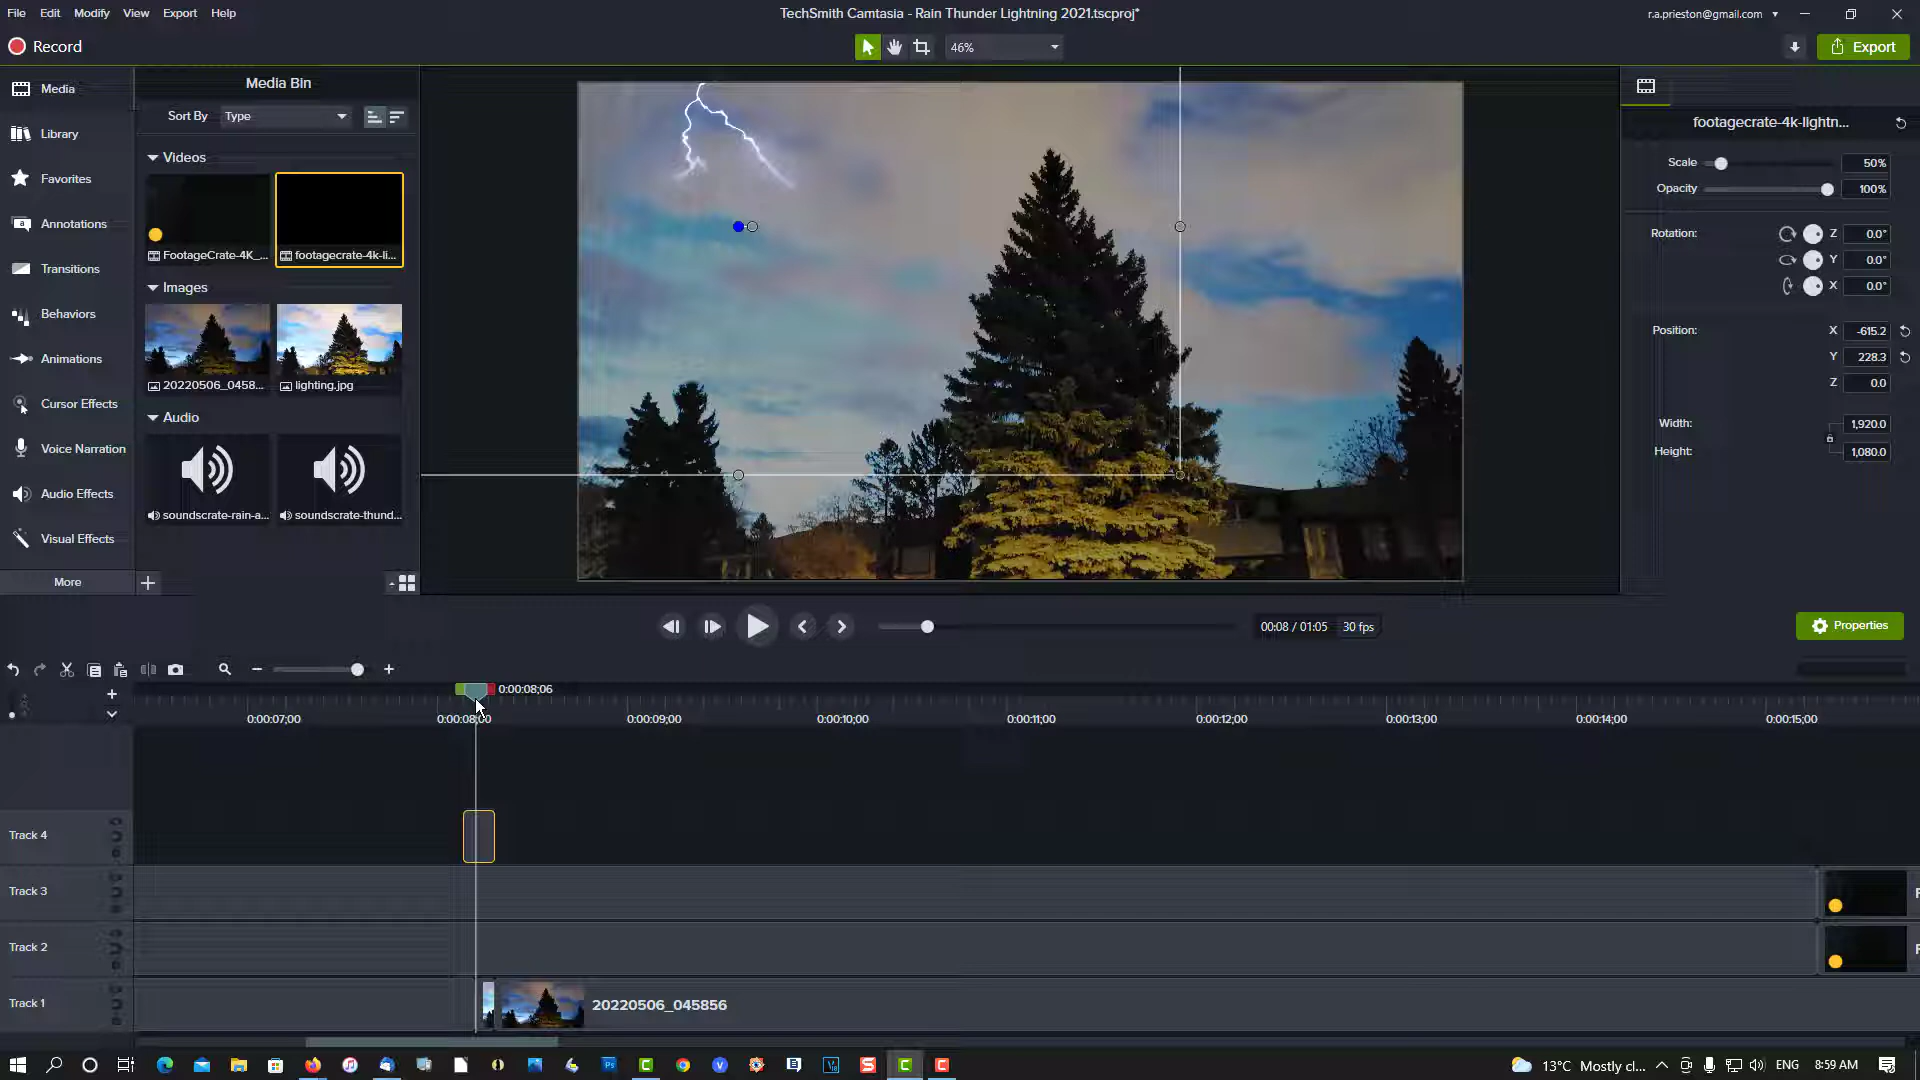 File Edit Modify View Export Help
TechSmith Camtasia - Rain Thunder Lightning 2021.tscproj*
r.a.prieston@gmail.com
Record
46%
Export
Media
Library
Favorites
Annotations
Transitions
Behaviors
Animations
Cursor Effects
Voice Narration
Audio Effects
Visual Effects
More
Media Bin
Sort By Type
Videos
FootageCrate-4K_... footagecrate-4k-li...
Images
20220506_0458... lighting.jpg
Audio
soundscrate-rain-a... soundscrate-thund...
footagecrate-4k-lightn...
Scale 50%
Opacity 100%
Rotation: Z 0.0°
Y 0.0°
X 0.0°
Position: X -615.2
Y 228.3
Z 0.0
Width: 1,920.0
Height: 1,080.0
00:08 / 01:05 30 fps
Properties
0:00:08;06
0:00:07;00 0:00:08;00 0:00:09;00 0:00:10;00 0:00:11;00 0:00:12;00 0:00:13;00 0:00:14;00 0:00:15;00
Track 4
Track 3
Track 2
Track 1
20220506_045856
13°C Mostly cl... ENG 8:59 AM